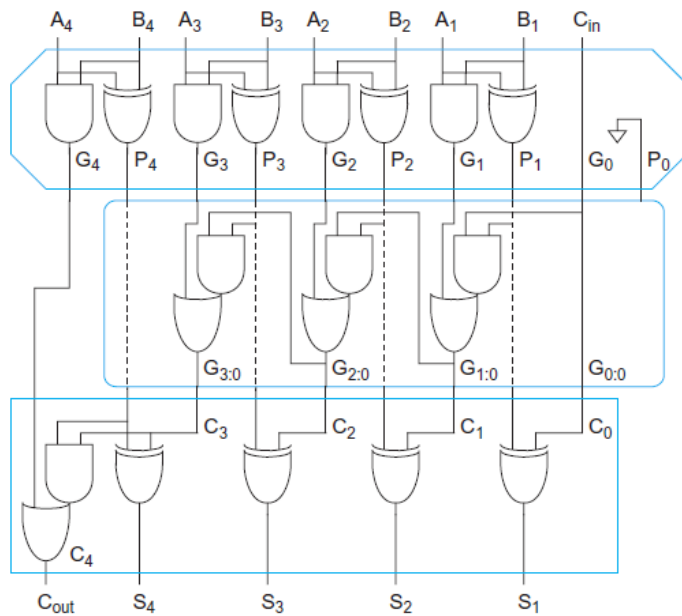 A4 B4 A3 B3 A2 B2 A1 B1 Cin
G4 P4 G3 P3 G2 P2 G1 P1 G0 P0
G3:0 G2:0 G1:0 G0:0
C3 C2 C1 C0
C4
Cout S4 S3 S2 S1